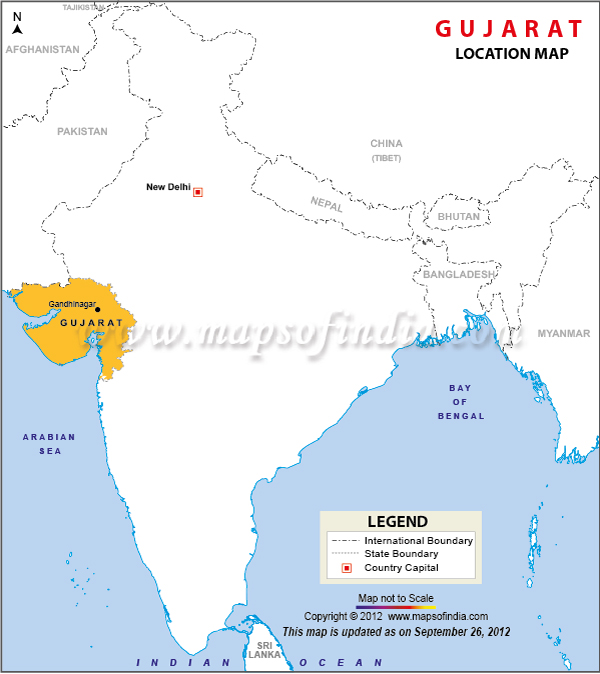 N
TAJIKISTAN
AFGHANISTAN
GUJARAT
LOCATION MAP
PAKISTAN
CHINA
(TIBET)
New Delhi
NEPAL
BHUTAN
BANGLADESH
Gandhinagar
GUJARAT
www.mapsofindia.com
MYANMAR
BAY
OF
BENGAL
ARABIAN
SEA
LEGEND
International Boundary
State Boundary
Country Capital
Map not to Scale
Copyright © 2012 www.mapsofindia.com
This map is updated as on September 26, 2012
SRI
LANKA
INDIAN OCEAN